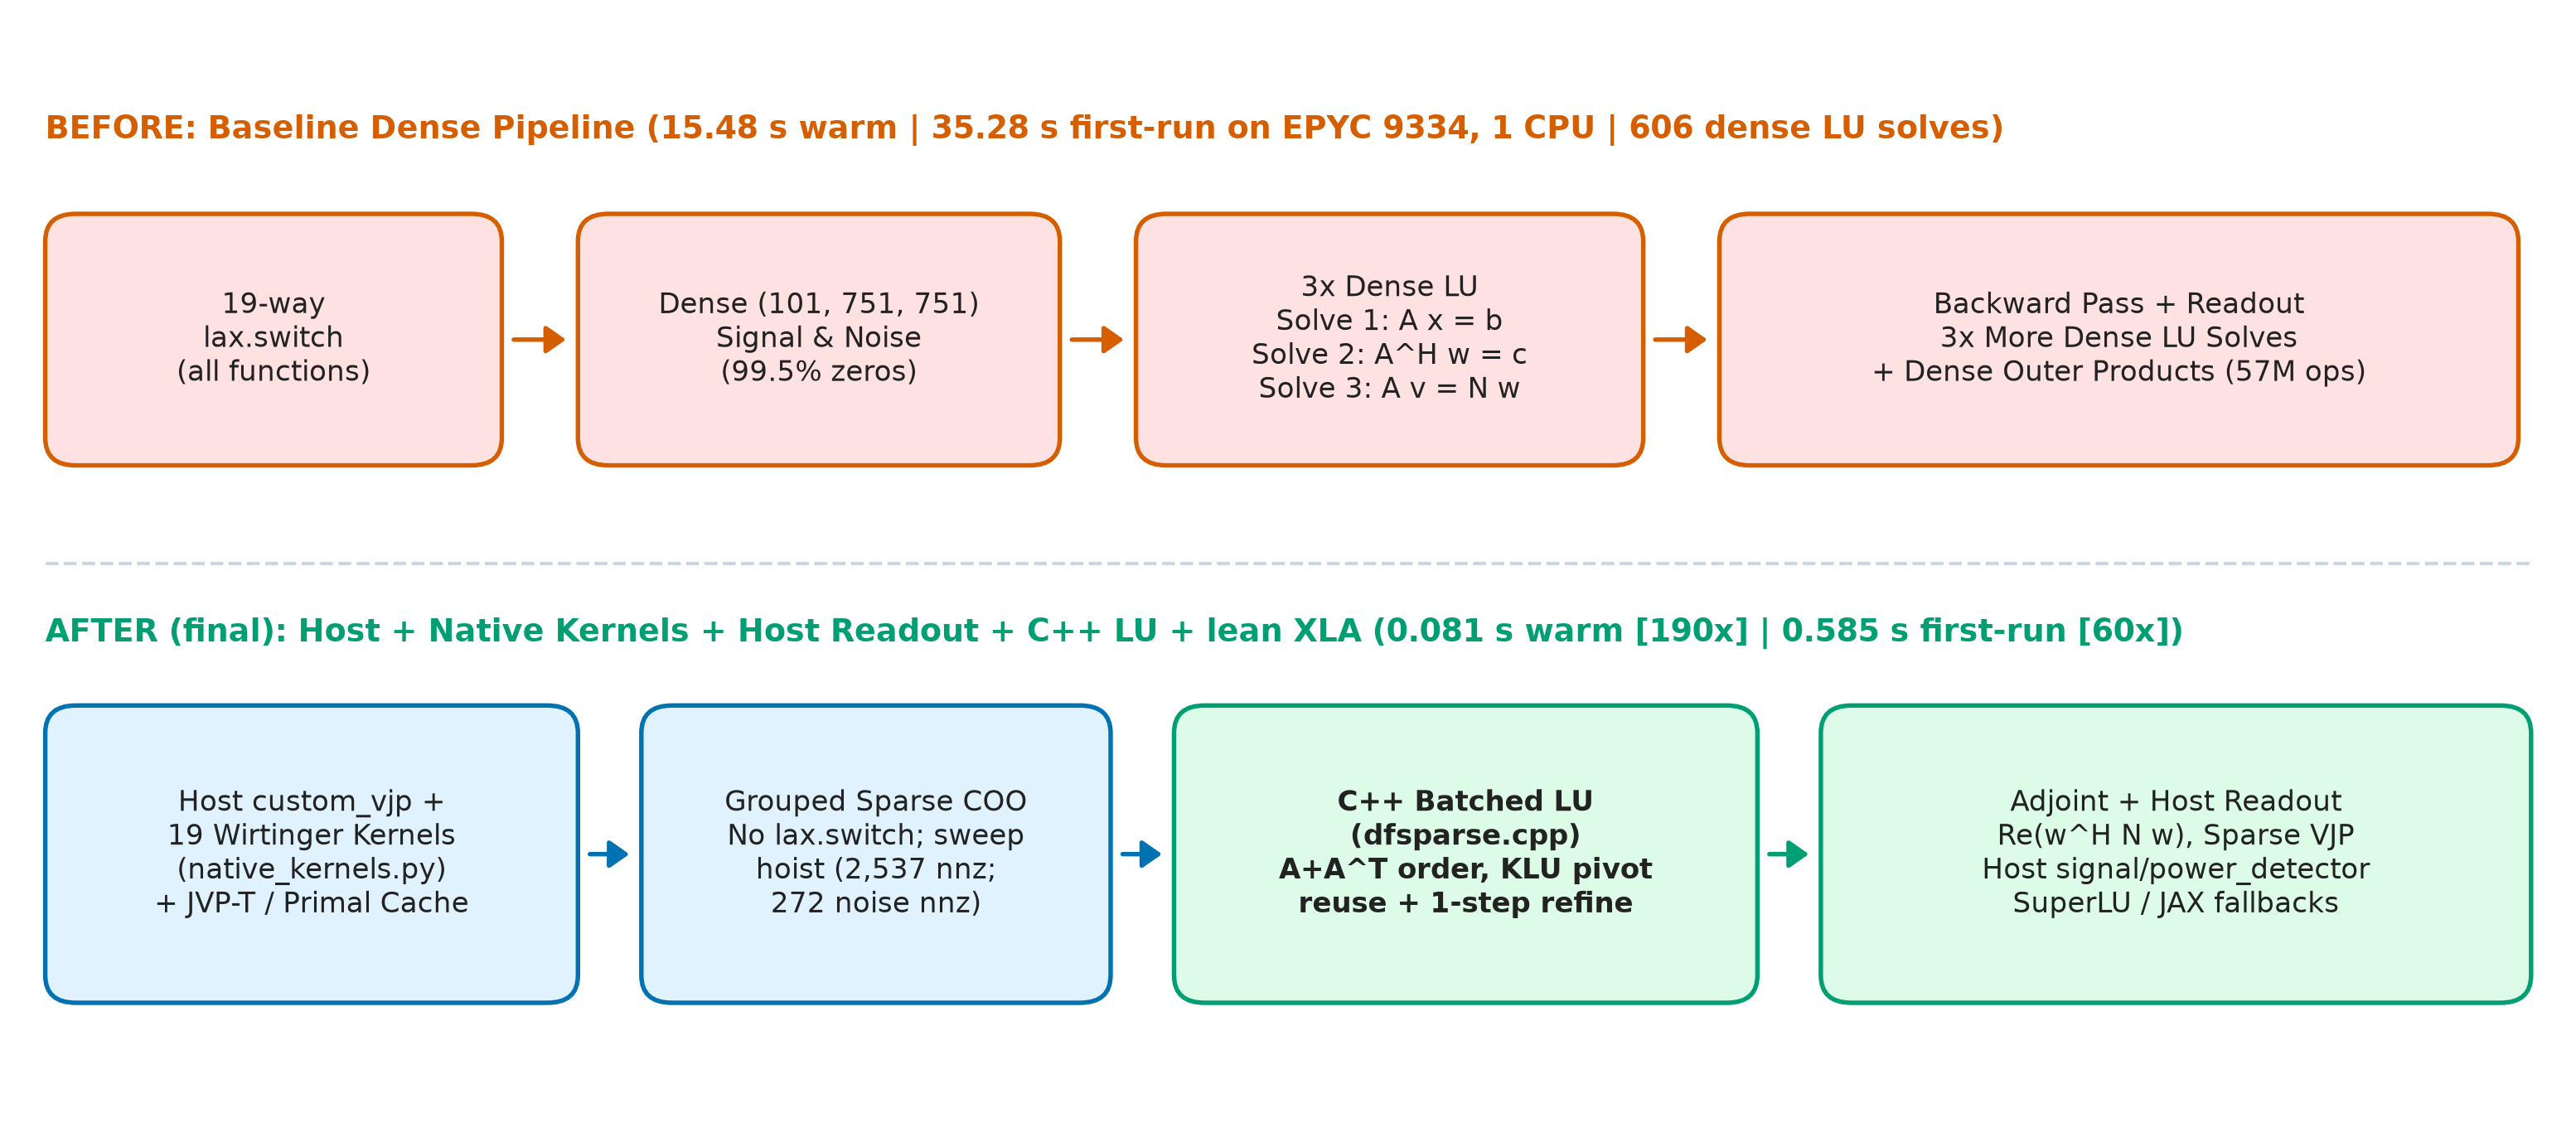 BEFORE: Baseline Dense Pipeline (15.48 s warm | 35.28 s first-run on EPYC 9334, 1 CPU | 606 dense LU solves)
19-way
lax.switch
(all functions)
Dense (101, 751, 751)
Signal & Noise
(99.5% zeros)
3x Dense LU
Solve 1: A x = b
Solve 2: A^H w = c
Solve 3: A v = N w
Backward Pass + Readout
3x More Dense LU Solves
+ Dense Outer Products (57M ops)
AFTER (final): Host + Native Kernels + Host Readout + C++ LU + lean XLA (0.081 s warm [190x] | 0.585 s first-run [60x])
Host custom_vjp +
19 Wirtinger Kernels
(native_kernels.py)
+ JVP-T / Primal Cache
Grouped Sparse COO
No lax.switch; sweep
hoist (2,537 nnz;
272 noise nnz)
C++ Batched LU
(dfsparse.cpp)
A+A^T order, KLU pivot
reuse + 1-step refine
Adjoint + Host Readout
Re(w^H N w), Sparse VJP
Host signal/power_detector
SuperLU / JAX fallbacks